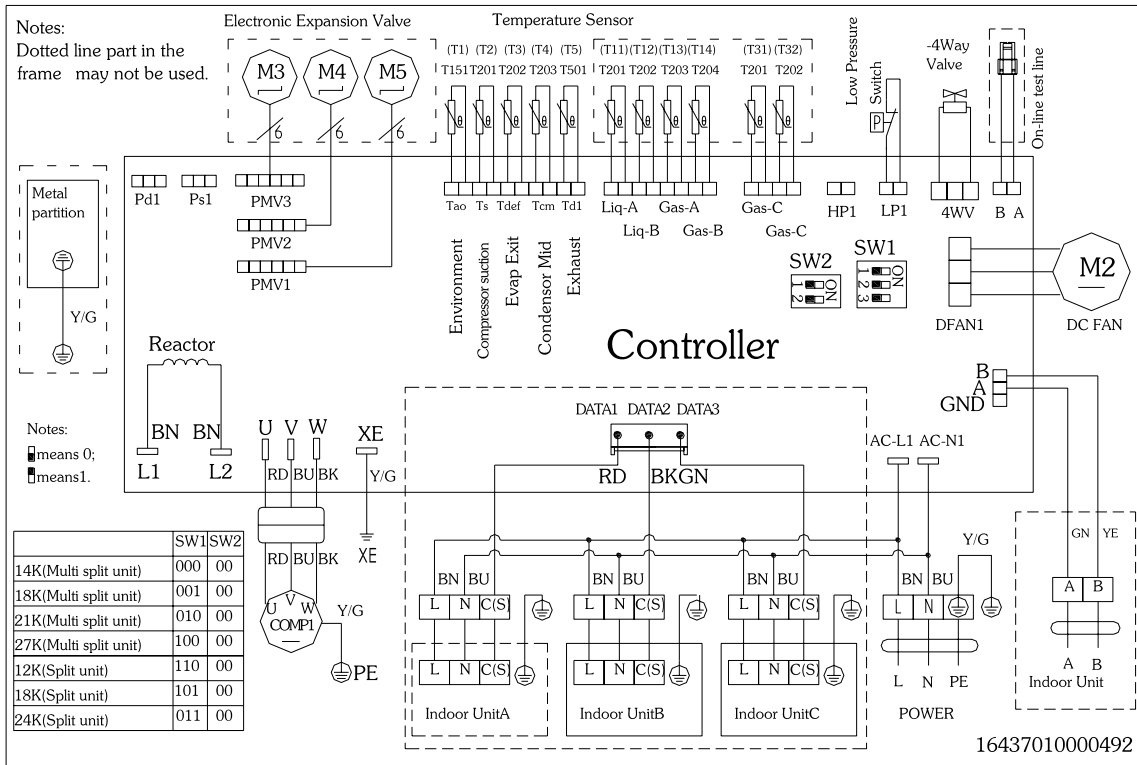 Notes:
Dotted line part in the
frame may not be used.
Electronic Expansion Valve
M3 M4 M5
6 6 6
Temperature Sensor
(T1) (T2) (T3) (T4) (T5) (T11) (T12) (T13) (T14) (T31) (T32)
T151 T201 T202 T203 T501 T201 T202 T203 T204 T201 T202
θ θ θ θ θ θ θ θ θ θ θ
Low Pressure
Switch
P
-4Way
Valve
On-line test line
Metal
partition
Y/G
Pd1 Ps1 PMV3
PMV2
PMV1
Tao Ts Tdef Tcm Td1
Liq-A Gas-A
Liq-B Gas-B
Gas-C
Gas-C
HP1 LP1 4WV B A
Environment
Compressor suction
Evap Exit
Condensor Mid
Exhaust
SW2
1 2 ON
SW1
1 2 3 ON
DFAN1
M2
DC FAN
Controller
Reactor
BN BN
L1 L2
Notes:
means 0;
means1.
U V W XE
RD BU BK Y/G
XE
RD BU BK
U V W
COMP1
Y/G
PE
DATA1 DATA2 DATA3
RD BK GN
B
A
GND
AC-L1 AC-N1
GN YE
A B
A B
Indoor Unit
BN BU BN BU BN BU BN BU Y/G
L N C(S) L N C(S) L N C(S) L N
L N C(S) L N C(S) L N C(S)
Indoor UnitA Indoor UnitB Indoor UnitC
L N PE
POWER
SW1 SW2
14K(Multi split unit) 000 00
18K(Multi split unit) 001 00
21K(Multi split unit) 010 00
27K(Multi split unit) 100 00
12K(Split unit) 110 00
18K(Split unit) 101 00
24K(Split unit) 011 00
16437010000492